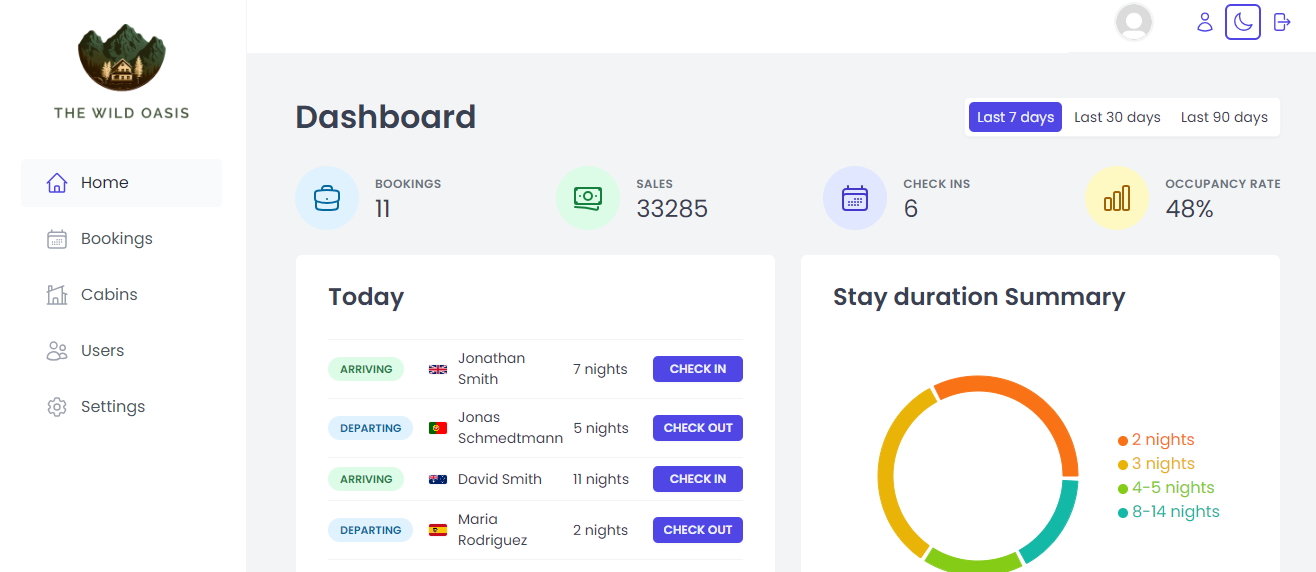 THE WILD OASIS
Home
Bookings
Cabins
Users
Settings
Dashboard
Last 7 days Last 30 days Last 90 days
BOOKINGS
11
SALES
33285
CHECK INS
6
OCCUPANCY RATE
48%
Today
ARRIVING Jonathan Smith 7 nights CHECK IN
DEPARTING Jonas Schmedtmann 5 nights CHECK OUT
ARRIVING David Smith 11 nights CHECK IN
DEPARTING Maria Rodriguez 2 nights CHECK OUT
Stay duration Summary
2 nights
3 nights
4-5 nights
8-14 nights